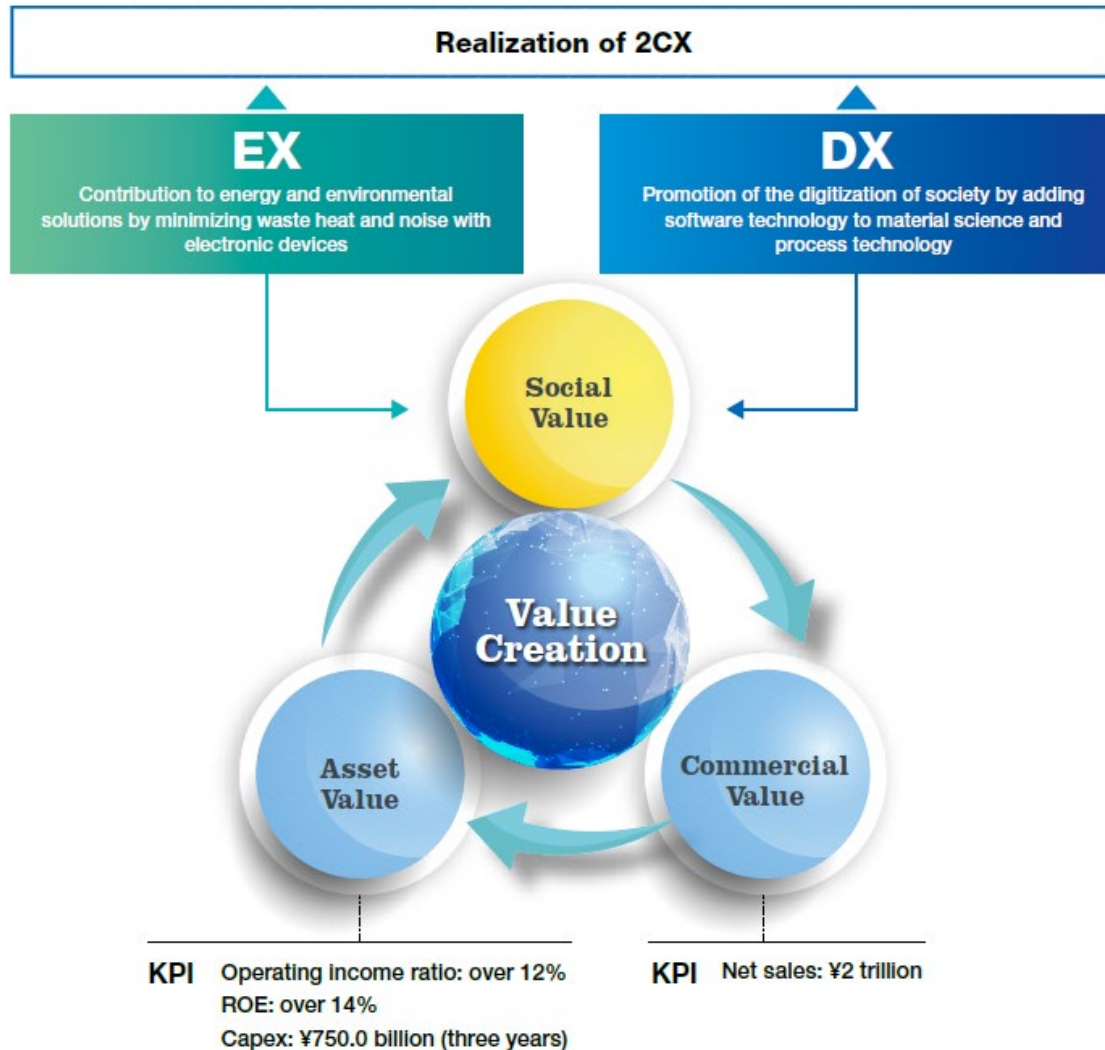 Realization of 2CX
EX
Contribution to energy and environmental
solutions by minimizing waste heat and noise with
electronic devices
DX
Promotion of the digitization of society by adding
software technology to material science and
process technology
Social
Value
Value
Creation
Asset
Value
Commercial
Value
KPI Operating income ratio: over 12%
ROE: over 14%
Capex: ¥750.0 billion (three years)
KPI Net sales: ¥2 trillion